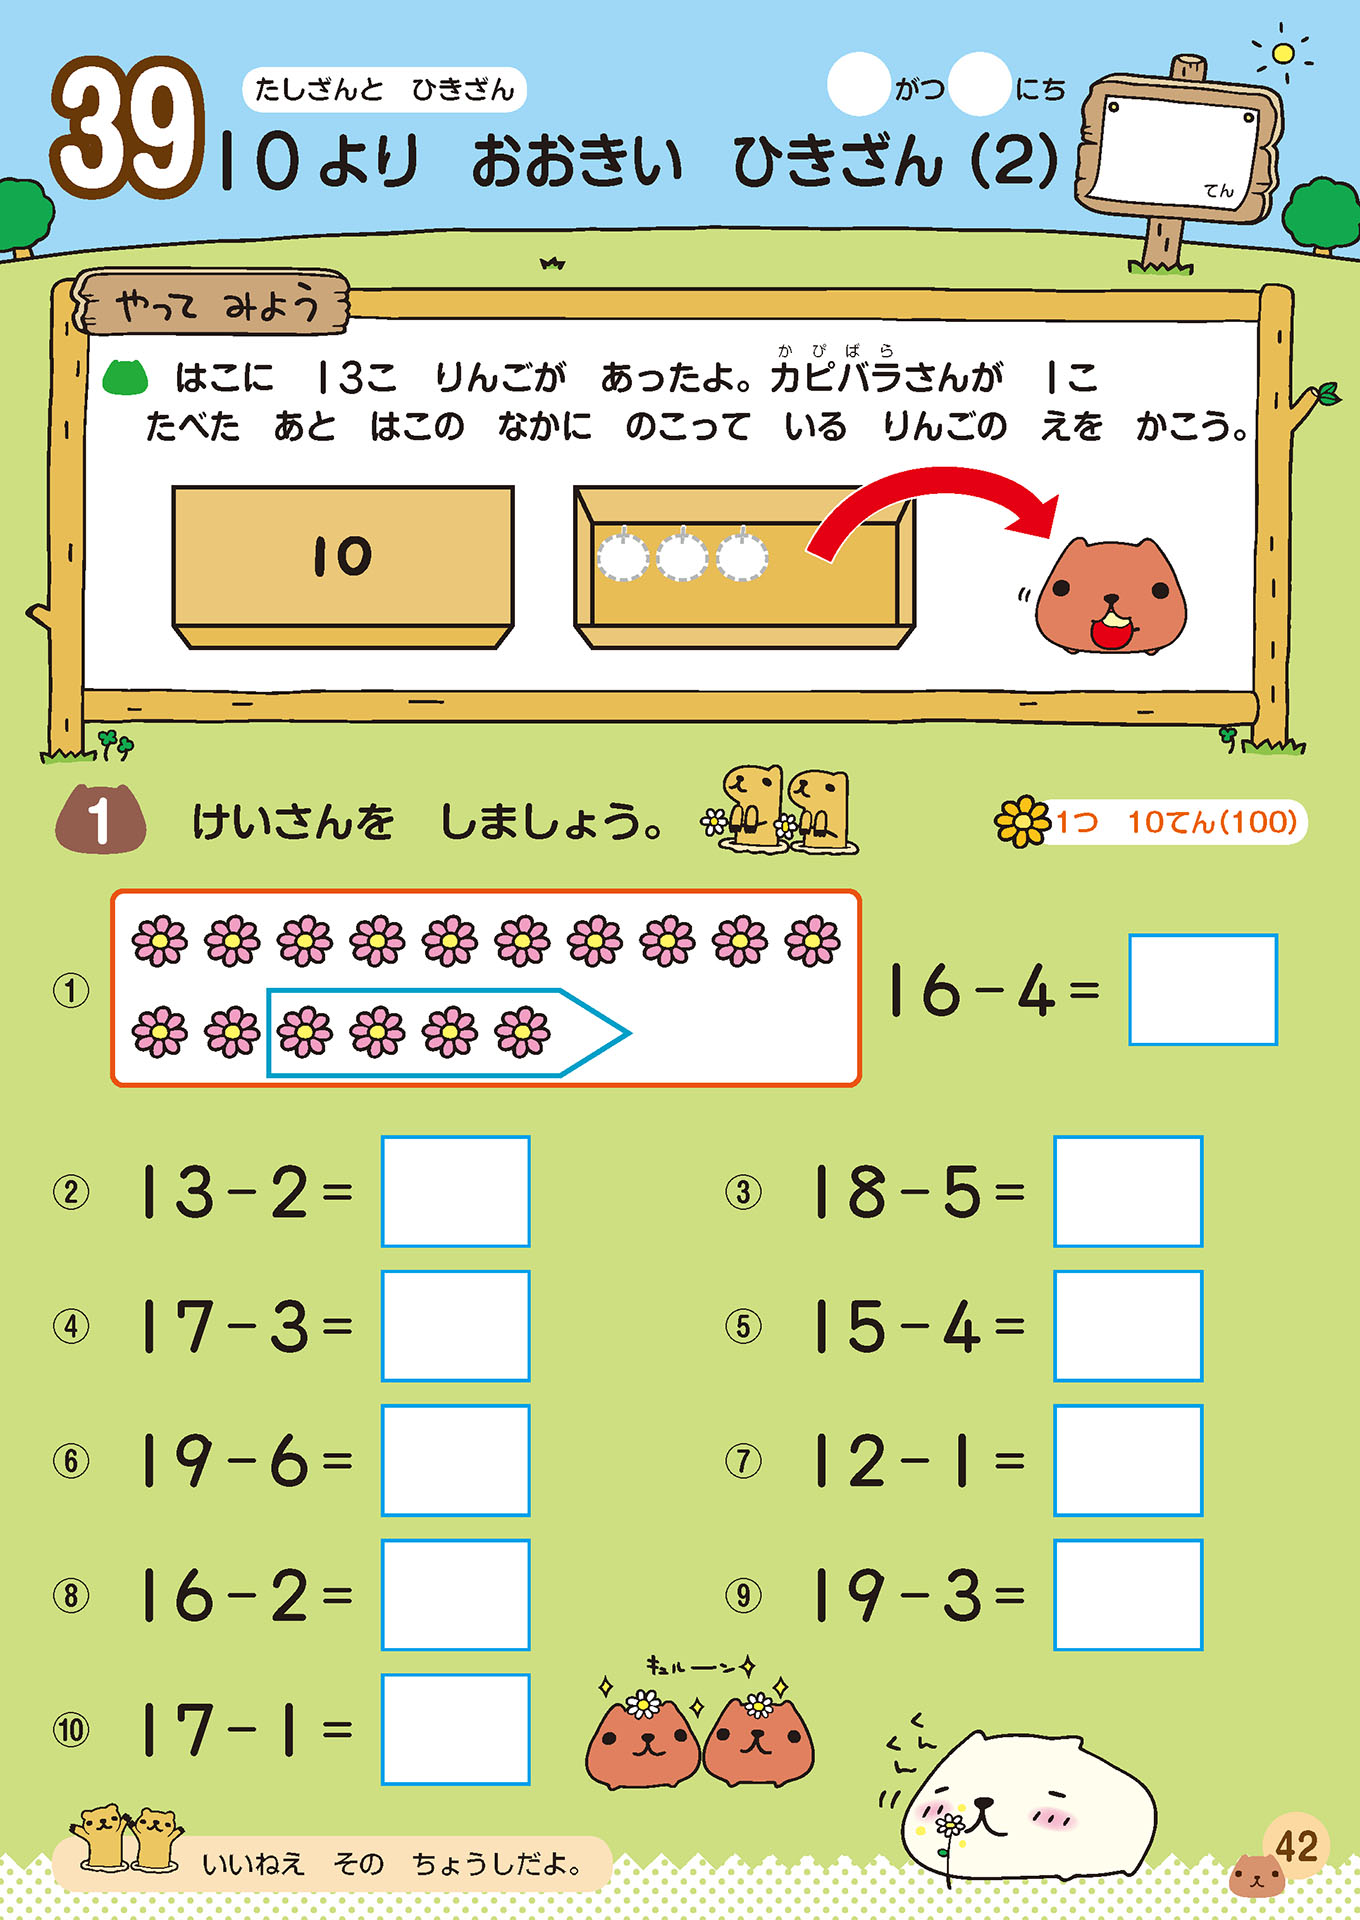 39
たしざんと ひきざん
がつ にち
10より おおきい ひきざん(2)
てん
やって みよう
かぴばら
はこに 13こ りんごが あったよ。カピバラさんが 1こ
たべた あと はこの なかに のこって いる りんごの えを かこう。
10
1 けいさんを しましょう。
1つ 10てん(100)
① 16-4=
② 13-2=
③ 18-5=
④ 17-3=
⑤ 15-4=
⑥ 19-6=
⑦ 12-1=
⑧ 16-2=
⑨ 19-3=
⑩ 17-1=
キュルーン
くんくん
いいねえ その ちょうしだよ。
42